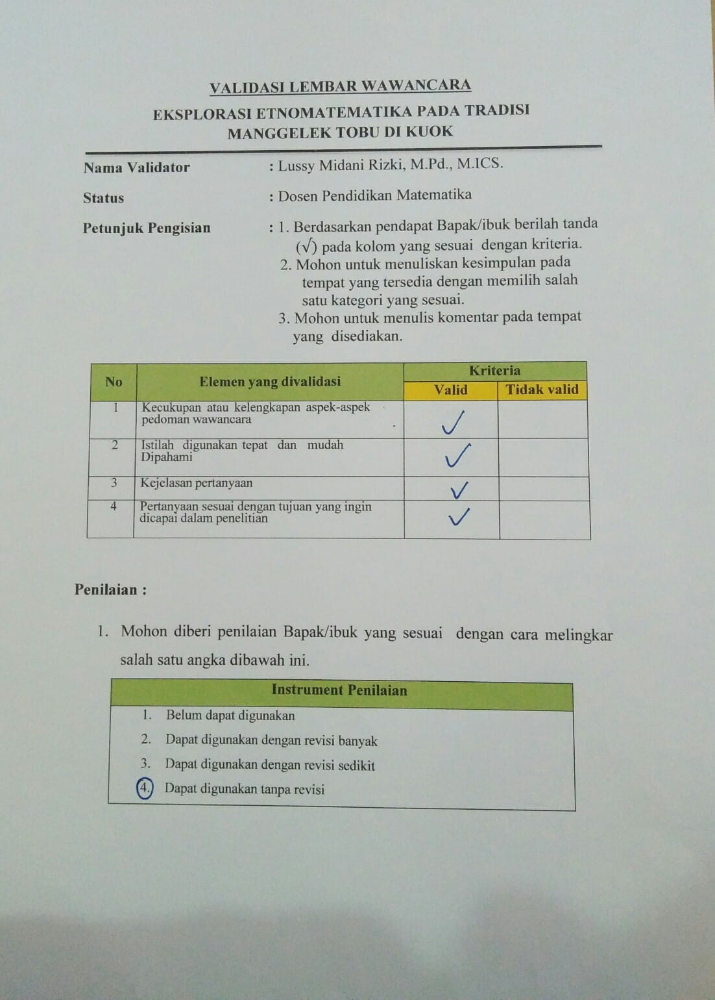 VALIDASI LEMBAR WAWANCARA
EKSPLORASI ETNOMATEMATIKA PADA TRADISI
MANGGELEK TOBU DI KUOK
Nama Validator : Lussy Midani Rizki, M.Pd., M.ICS.
Status : Dosen Pendidikan Matematika
Petunjuk Pengisian : 1. Berdasarkan pendapat Bapak/ibuk berilah tanda
(√) pada kolom yang sesuai dengan kriteria.
2. Mohon untuk menuliskan kesimpulan pada
tempat yang tersedia dengan memilih salah
satu kategori yang sesuai.
3. Mohon untuk menulis komentar pada tempat
yang disediakan.
No Elemen yang divalidasi Kriteria
Valid Tidak valid
1 Kecukupan atau kelengkapan aspek-aspek
pedoman wawancara ✓
2 Istilah digunakan tepat dan mudah
Dipahami ✓
3 Kejelasan pertanyaan ✓
4 Pertanyaan sesuai dengan tujuan yang ingin
dicapai dalam penelitian ✓
Penilaian :
1. Mohon diberi penilaian Bapak/ibuk yang sesuai dengan cara melingkar
salah satu angka dibawah ini.
Instrument Penilaian
1. Belum dapat digunakan
2. Dapat digunakan dengan revisi banyak
3. Dapat digunakan dengan revisi sedikit
4. Dapat digunakan tanpa revisi